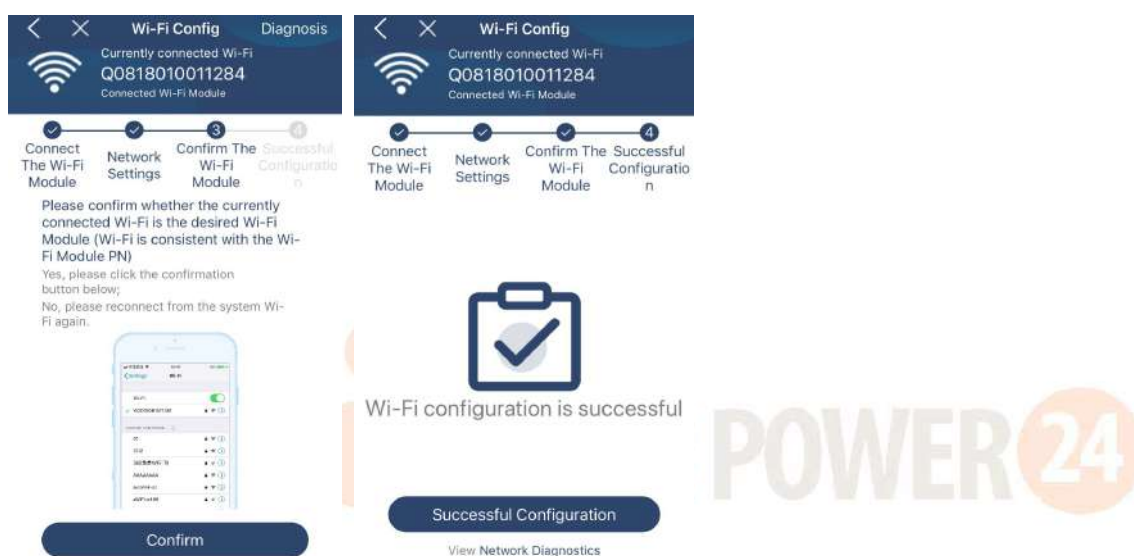 Wi-Fi Config
Diagnosis
Currently connected Wi-Fi
Q0818010011284
Connected Wi-Fi Module
3
4
Connect
The Wi-Fi
Module
Network
Settings
Confirm The
Wi-Fi
Module
Successful
Configuratio
n
Please confirm whether the currently
connected Wi-Fi is the desired Wi-Fi
Module (Wi-Fi is consistent with the Wi-
Fi Module PN)
Yes, please click the confirmation
button below;
No, please reconnect from the system Wi-
Fi again.
Confirm
Wi-Fi Config
Currently connected Wi-Fi
Q0818010011284
Connected Wi-Fi Module
4
Connect
The Wi-Fi
Module
Network
Settings
Confirm The
Wi-Fi
Module
Successful
Configuratio
n
Wi-Fi configuration is successful
Successful Configuration
View Network Diagnostics
POWER 24